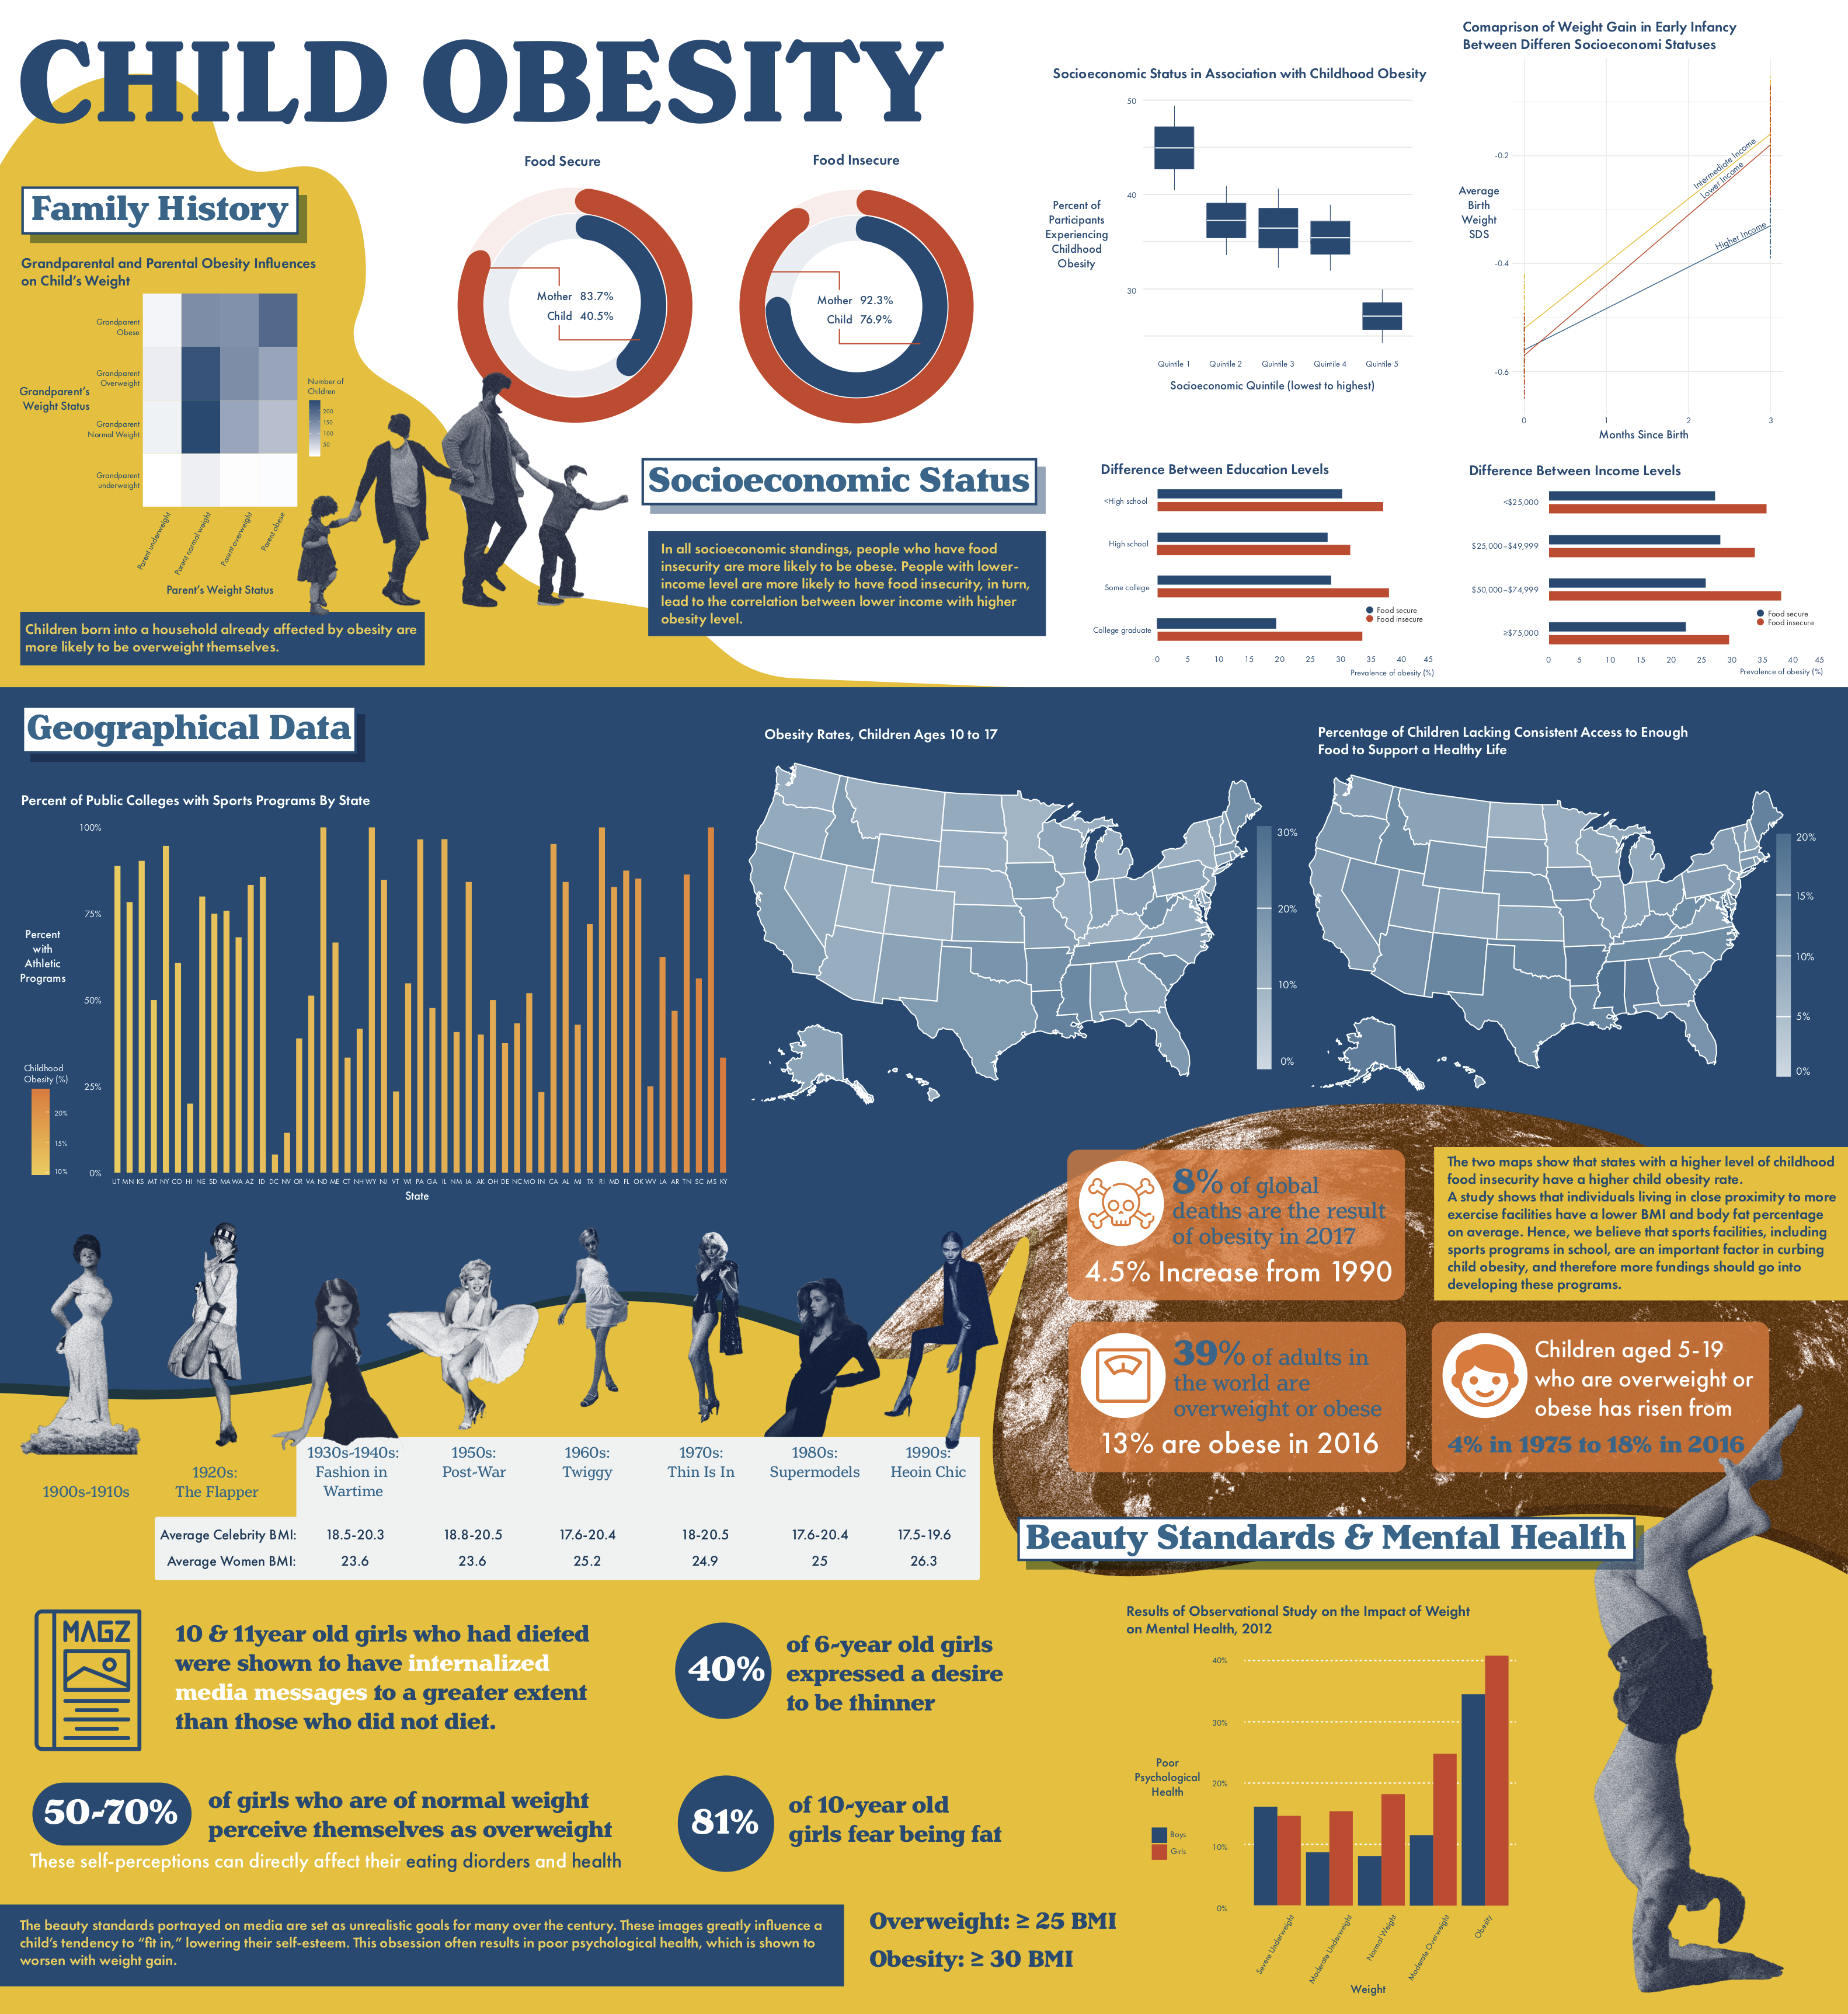 CHILD OBESITY
Family History
Grandparental and Parental Obesity Influences
on Child's Weight
Grandparent's
Weight Status
Grandparent
Obese
Grandparent
Overweight
Grandparent
Normal Weight
Grandparent
underweight
Parent underweight
Parent normal weight
Parent overweight
Parent obese
Parent's Weight Status
Number of
Children
200
150
100
50
Children born into a household already affected by obesity are
more likely to be overweight themselves.
Food Secure
Mother 83.7%
Child 40.5%
Food Insecure
Mother 92.3%
Child 76.9%
Socioeconomic Status
In all socioeconomic standings, people who have food
insecurity are more likely to be obese. People with lower-
income level are more likely to have food insecurity, in turn,
lead to the correlation between lower income with higher
obesity level.
Socioeconomic Status in Association with Childhood Obesity
Percent of
Participants
Experiencing
Childhood
Obesity
50
40
30
Quintile 1
Quintile 2
Quintile 3
Quintile 4
Quintile 5
Socioeconomic Quintile (lowest to highest)
Comaprison of Weight Gain in Early Infancy
Between Differen Socioeconomi Statuses
Average
Birth
Weight
SDS
-0.2
-0.4
-0.6
Intermediate Income
Lower Income
Higher Income
0
1
2
3
Months Since Birth
Difference Between Education Levels
<High school
High school
Some college
College graduate
Food secure
Food insecure
0 5 10 15 20 25 30 35 40 45
Prevalence of obesity (%)
Difference Between Income Levels
<$25,000
$25,000–$49,999
$50,000–$74,999
≥$75,000
Food secure
Food insecure
0 5 10 15 20 25 30 35 40 45
Prevalence of obesity (%)
Geographical Data
Percent of Public Colleges with Sports Programs By State
Percent
with
Athletic
Programs
100%
75%
50%
25%
0%
Childhood
Obesity (%)
20%
15%
10%
UT MN KS MT NY CO HI NE SD MA WA AZ ID DC NV OR VA ND ME CT NH WY NJ VT WI PA GA IL NM IA AK OH DE NC MO IN CA AL MI TX RI MD FL OK WV LA AR TN SC MS KY
State
Obesity Rates, Children Ages 10 to 17
30%
20%
10%
0%
Percentage of Children Lacking Consistent Access to Enough
Food to Support a Healthy Life
20%
15%
10%
5%
0%
8% of global
deaths are the result
of obesity in 2017
4.5% Increase from 1990
The two maps show that states with a higher level of childhood
food insecurity have a higher child obesity rate.
A study shows that individuals living in close proximity to more
exercise facilities have a lower BMI and body fat percentage
on average. Hence, we believe that sports facilities, including
sports programs in school, are an important factor in curbing
child obesity, and therefore more fundings should go into
developing these programs.
39% of adults in
the world are
overweight or obese
13% are obese in 2016
Children aged 5-19
who are overweight or
obese has risen from
4% in 1975 to 18% in 2016
1900s-1910s
1920s:
The Flapper
1930s-1940s:
Fashion in
Wartime
1950s:
Post-War
1960s:
Twiggy
1970s:
Thin Is In
1980s:
Supermodels
1990s:
Heoin Chic
Average Celebrity BMI: 18.5-20.3 18.8-20.5 17.6-20.4 18-20.5 17.6-20.4 17.5-19.6
Average Women BMI: 23.6 23.6 25.2 24.9 25 26.3
Beauty Standards & Mental Health
MAGZ
10 & 11year old girls who had dieted
were shown to have internalized
media messages to a greater extent
than those who did not diet.
40%
of 6-year old girls
expressed a desire
to be thinner
50-70%
of girls who are of normal weight
perceive themselves as overweight
These self-perceptions can directly affect their eating diorders and health
81%
of 10-year old
girls fear being fat
The beauty standards portrayed on media are set as unrealistic goals for many over the century. These images greatly influence a
child's tendency to "fit in," lowering their self-esteem. This obsession often results in poor psychological health, which is shown to
worsen with weight gain.
Overweight: ≥ 25 BMI
Obesity: ≥ 30 BMI
Results of Observational Study on the Impact of Weight
on Mental Health, 2012
Poor
Psychological
Health
Boys
Girls
40%
30%
20%
10%
0%
Severe Underweight
Moderate Underweight
Normal Weight
Moderate Overweight
Obesity
Weight